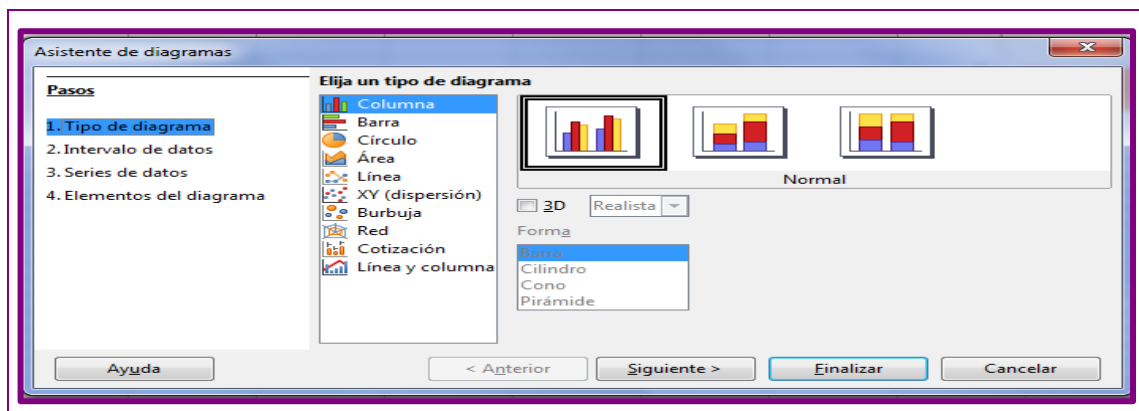 Asistente de diagramas
Pasos
1. Tipo de diagrama
2. Intervalo de datos
3. Series de datos
4. Elementos del diagrama
Elija un tipo de diagrama
Columna
Barra
Círculo
Área
Línea
XY (dispersión)
Burbuja
Red
Cotización
Línea y columna
Normal
3D Realista
Forma
Barra
Cilindro
Cono
Pirámide
Ayuda < Anterior Siguiente > Finalizar Cancelar